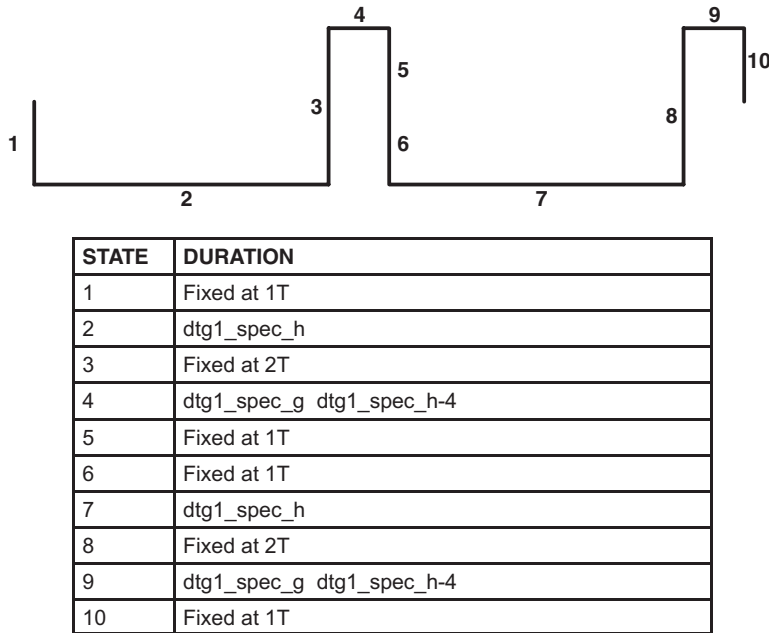 4
9
5
10
3
8
1
6
2
7
STATE DURATION
1 Fixed at 1T
2 dtg1_spec_h
3 Fixed at 2T
4 dtg1_spec_g dtg1_spec_h-4
5 Fixed at 1T
6 Fixed at 1T
7 dtg1_spec_h
8 Fixed at 2T
9 dtg1_spec_g dtg1_spec_h-4
10 Fixed at 1T